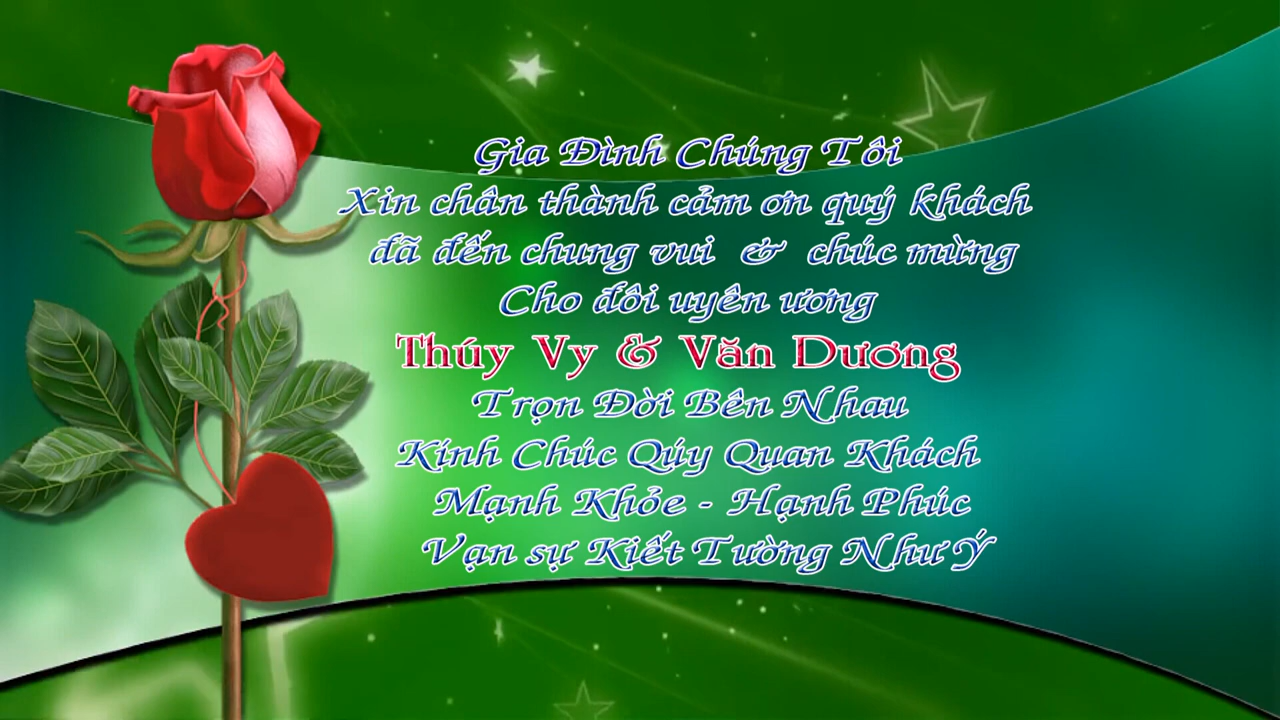 Gia Đình Chúng Tôi
Xin chân thành cảm ơn quý khách
đã đến chung vui & chúc mừng
Cho đôi uyên ương
Thúy Vy & Văn Dương
Trọn Đời Bên Nhau
Kính Chúc Qúy Quan Khách
Mạnh Khỏe - Hạnh Phúc
Vạn sự Kiết Tường Như Ý